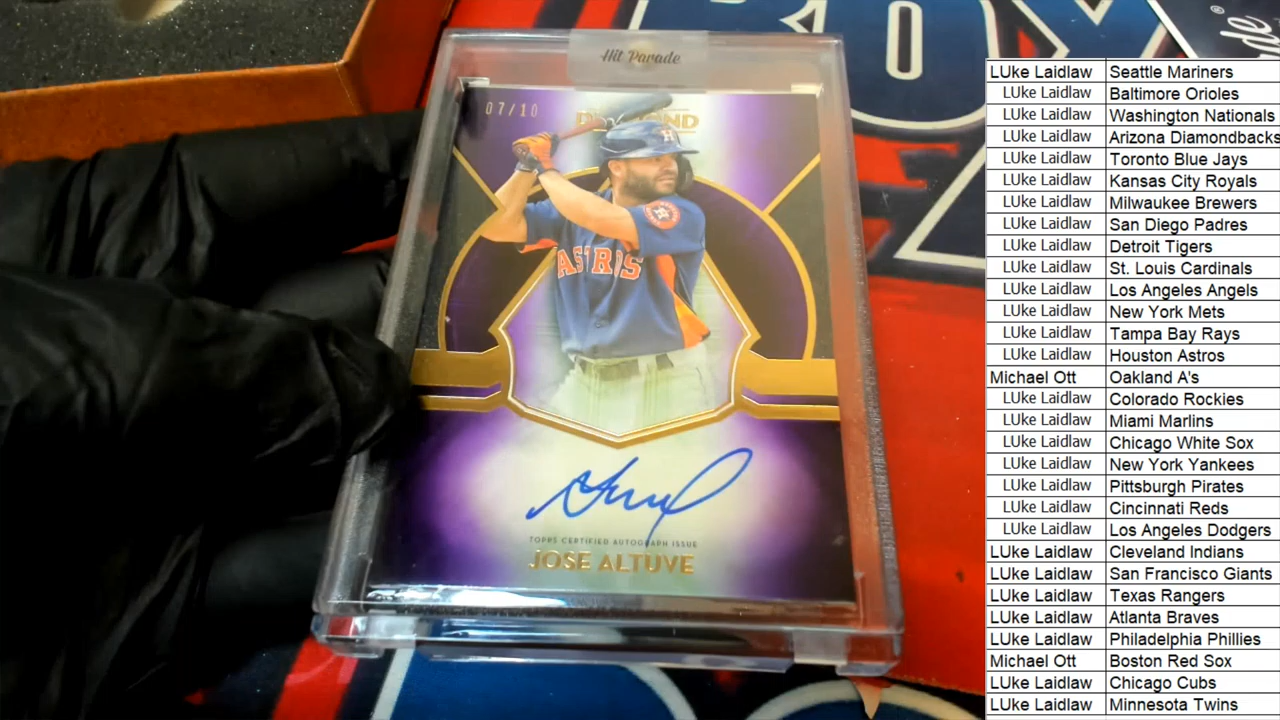 Hit Parade
07/10
ASTROS
TOPPS CERTIFIED AUTOGRAPH ISSUE
JOSE ALTUVE
LUke Laidlaw Seattle Mariners
LUke Laidlaw Baltimore Orioles
LUke Laidlaw Washington Nationals
LUke Laidlaw Arizona Diamondbacks
LUke Laidlaw Toronto Blue Jays
LUke Laidlaw Kansas City Royals
LUke Laidlaw Milwaukee Brewers
LUke Laidlaw San Diego Padres
LUke Laidlaw Detroit Tigers
LUke Laidlaw St. Louis Cardinals
LUke Laidlaw Los Angeles Angels
LUke Laidlaw New York Mets
LUke Laidlaw Tampa Bay Rays
LUke Laidlaw Houston Astros
Michael Ott Oakland A's
LUke Laidlaw Colorado Rockies
LUke Laidlaw Miami Marlins
LUke Laidlaw Chicago White Sox
LUke Laidlaw New York Yankees
LUke Laidlaw Pittsburgh Pirates
LUke Laidlaw Cincinnati Reds
LUke Laidlaw Los Angeles Dodgers
LUke Laidlaw Cleveland Indians
LUke Laidlaw San Francisco Giants
LUke Laidlaw Texas Rangers
LUke Laidlaw Atlanta Braves
LUke Laidlaw Philadelphia Phillies
Michael Ott Boston Red Sox
LUke Laidlaw Chicago Cubs
LUke Laidlaw Minnesota Twins